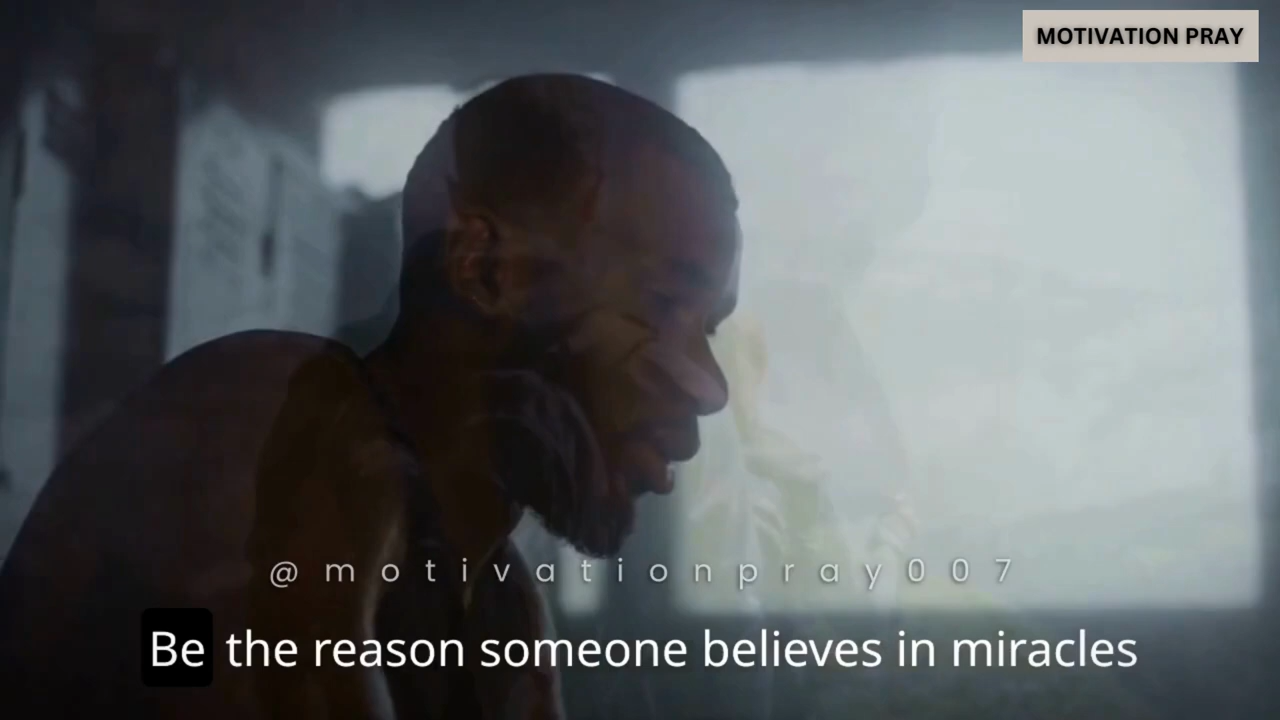 MOTIVATION PRAY
@motivationpray007
Be the reason someone believes in miracles